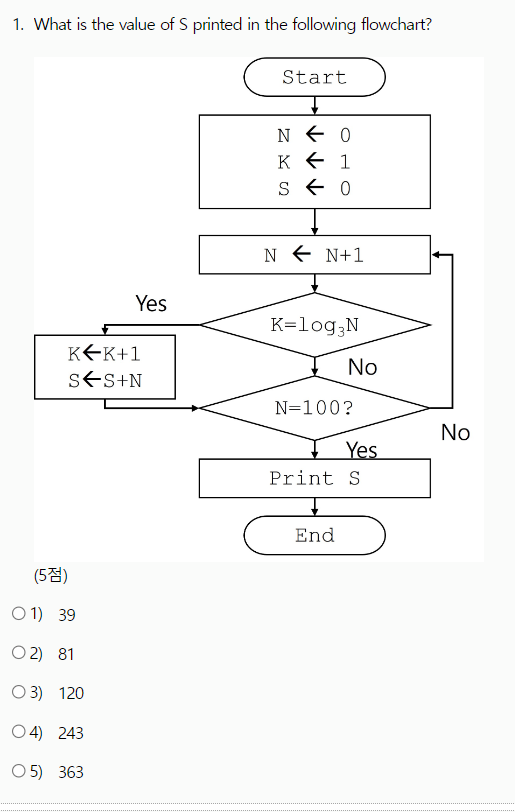 1. What is the value of S printed in the following flowchart?
Start
N ← 0
K ← 1
S ← 0
N ← N+1
Yes
K=log₃N
K←K+1
S←S+N
No
N=100?
No
Yes
Print S
End
(5점)
1) 39
2) 81
3) 120
4) 243
5) 363